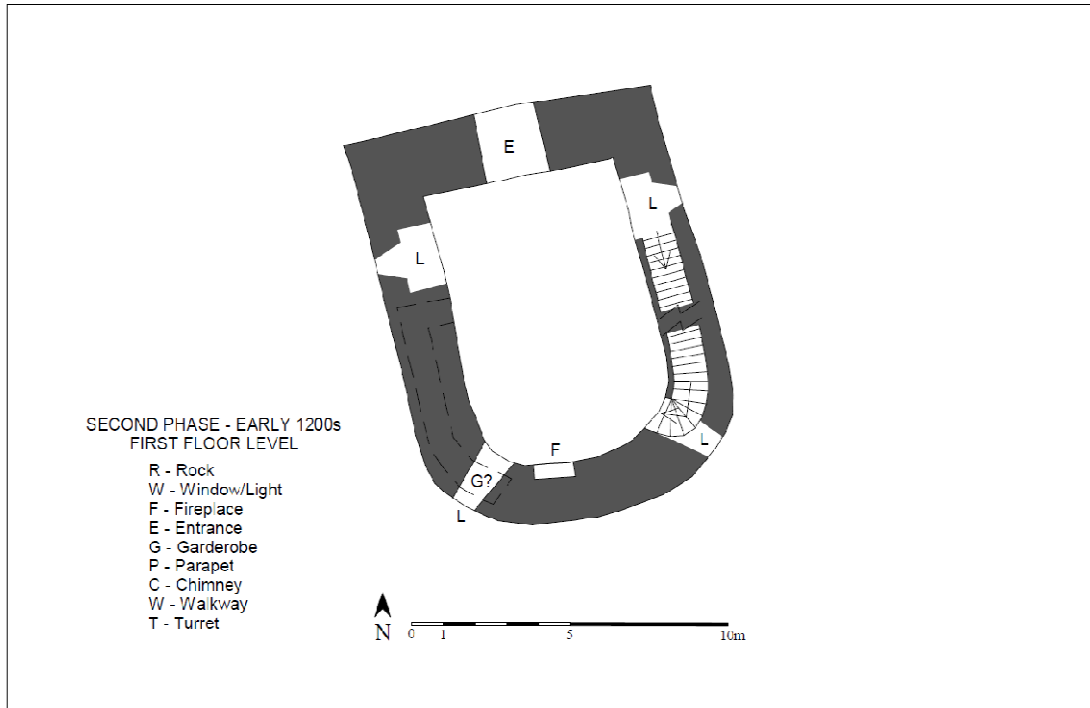 E
L
L
L
F
G?
L
SECOND PHASE - EARLY 1200s
FIRST FLOOR LEVEL
R - Rock
W - Window/Light
F - Fireplace
E - Entrance
G - Garderobe
P - Parapet
C - Chimney
W - Walkway
T - Turret
N
0 1 5 10m